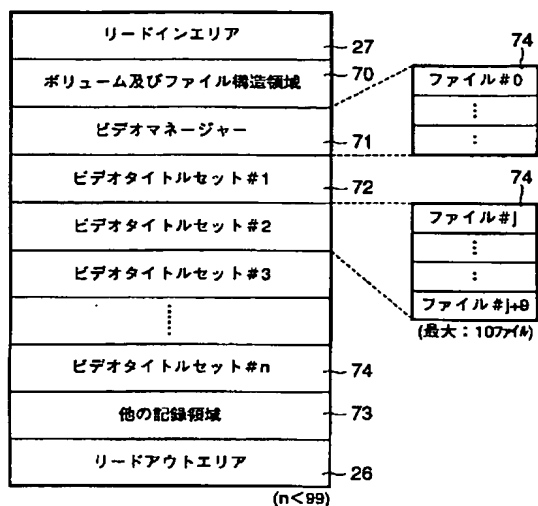 リードインエリア
27
ボリューム及びファイル構造領域
70
ビデオマネージャー
71
ビデオタイトルセット#1
72
ビデオタイトルセット#2
ビデオタイトルセット#3
⋮
ビデオタイトルセット#n
74
他の記録領域
73
リードアウトエリア
26
(n<99)
74
ファイル#0
⋮
:
74
ファイル#j
⋮
:
ファイル#j+9
(最大:10ファイル)